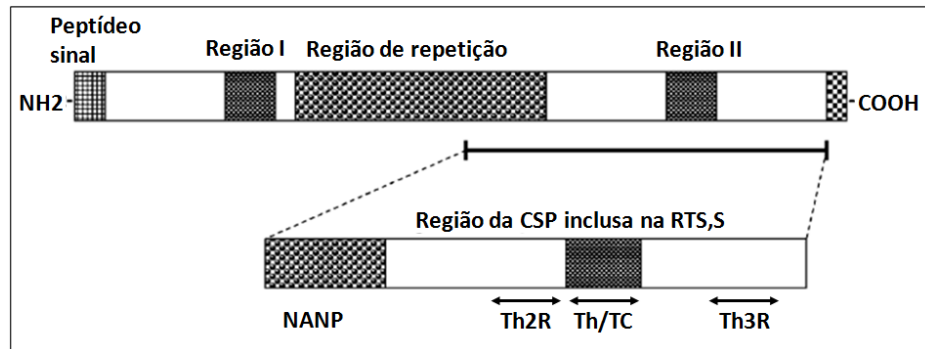 Peptídeo
sinal
Região I
Região de repetição
Região II
NH2
COOH
Região da CSP inclusa na RTS,S
NANP
Th2R
Th/TC
Th3R